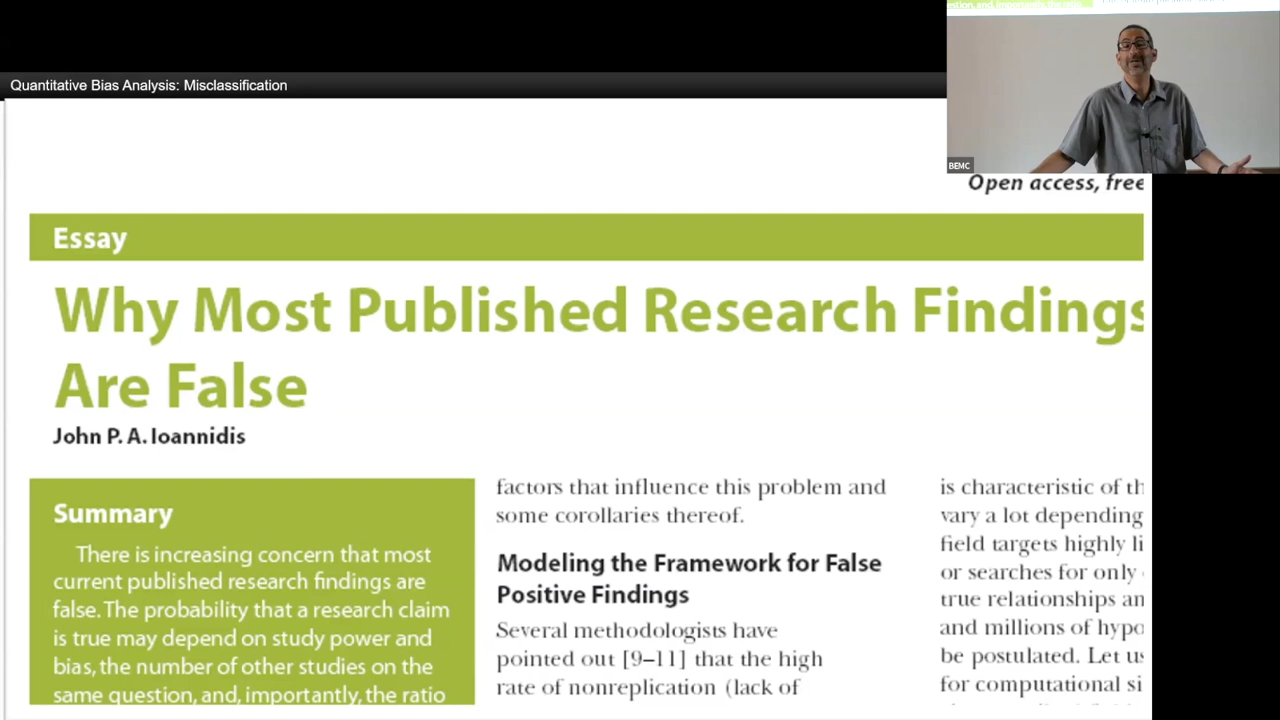 Quantitative Bias Analysis: Misclassification
BEMC
Open access, free
Essay
Why Most Published Research Findings
Are False
John P. A. Ioannidis
Summary
There is increasing concern that most
current published research findings are
false. The probability that a research claim
is true may depend on study power and
bias, the number of other studies on the
same question, and, importantly, the ratio
factors that influence this problem and
some corollaries thereof.
Modeling the Framework for False
Positive Findings
Several methodologists have
pointed out [9–11] that the high
rate of nonreplication (lack of
is characteristic of th
vary a lot depending
field targets highly li
or searches for only
true relationships an
and millions of hypo
be postulated. Let us
for computational si